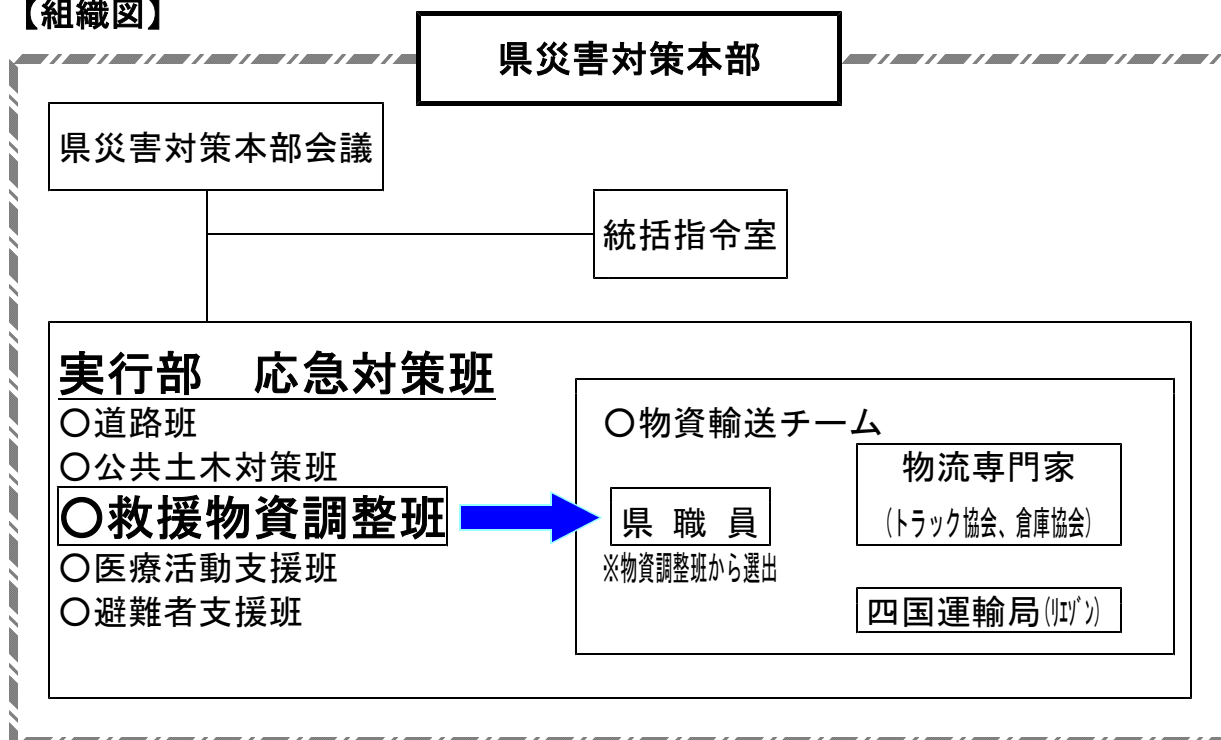 【組織図】
県災害対策本部
県災害対策本部会議
統括指令室
実行部　応急対策班
○道路班
○公共土木対策班
○救援物資調整班
○医療活動支援班
○避難者支援班
○物資輸送チーム
県職員
※物資調整班から選出
物流専門家
(トラック協会、倉庫協会)
四国運輸局(ﾘｴｿﾞﾝ)